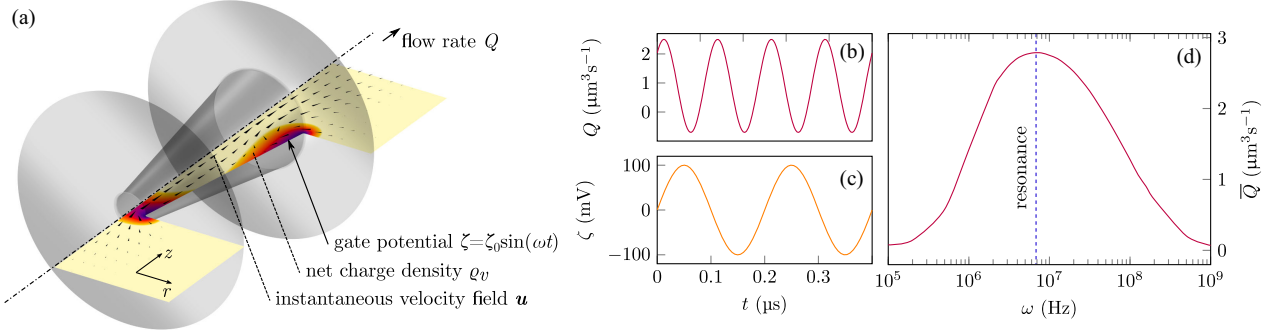 (a)
flow rate Q
gate potential ζ=ζ₀sin(ωt)
net charge density ϱᵥ
instantaneous velocity field u
z
r
(b)
Q (µm³s⁻¹)
2
1
0
(c)
ζ (mV)
100
0
−100
0 0.1 0.2 0.3
t (µs)
(d)
resonance
Q̅ (µm³s⁻¹)
3
2
1
0
10⁵ 10⁶ 10⁷ 10⁸ 10⁹
ω (Hz)